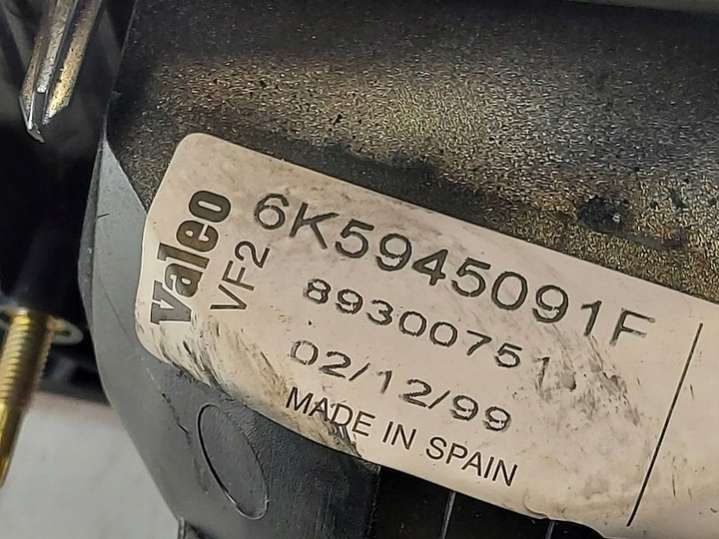 Valeo
VF2
6K5945091F
89300751
02/12/99
MADE IN SPAIN